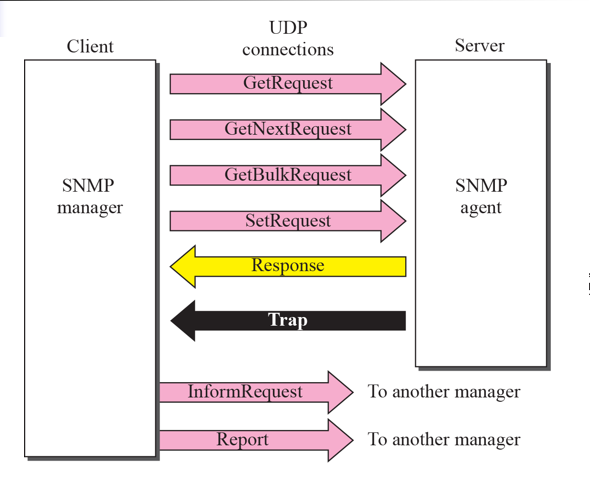 UDP
connections
Client
Server
GetRequest
GetNextRequest
GetBulkRequest
SetRequest
SNMP
manager
SNMP
agent
Response
Trap
InformRequest
To another manager
Report
To another manager